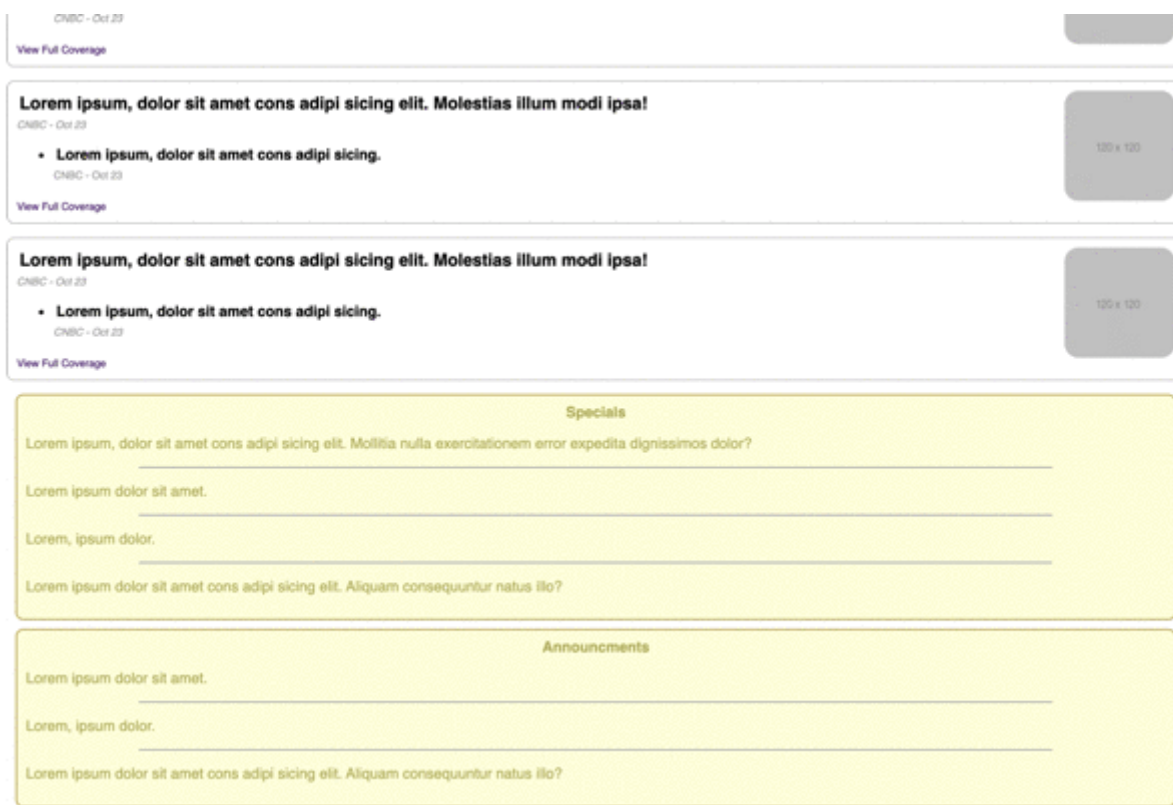 CNBC - Oct 23
View Full Coverage
Lorem ipsum, dolor sit amet cons adipi sicing elit. Molestias illum modi ipsa!
CNBC - Oct 23
120 x 120
• Lorem ipsum, dolor sit amet cons adipi sicing.
CNBC - Oct 23
View Full Coverage
Lorem ipsum, dolor sit amet cons adipi sicing elit. Molestias illum modi ipsa!
CNBC - Oct 23
120 x 120
• Lorem ipsum, dolor sit amet cons adipi sicing.
CNBC - Oct 23
View Full Coverage
Specials
Lorem ipsum, dolor sit amet cons adipi sicing elit. Mollitia nulla exercitationem error expedita dignissimos dolor?
Lorem ipsum dolor sit amet.
Lorem, ipsum dolor.
Lorem ipsum dolor sit amet cons adipi sicing elit. Aliquam consequuntur natus illo?
Announcments
Lorem ipsum dolor sit amet.
Lorem, ipsum dolor.
Lorem ipsum dolor sit amet cons adipi sicing elit. Aliquam consequuntur natus illo?